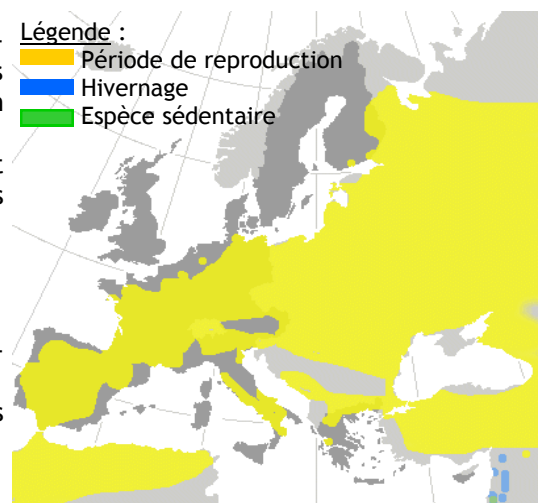 Légende :
Période de reproduction
Hivernage
Espèce sédentaire